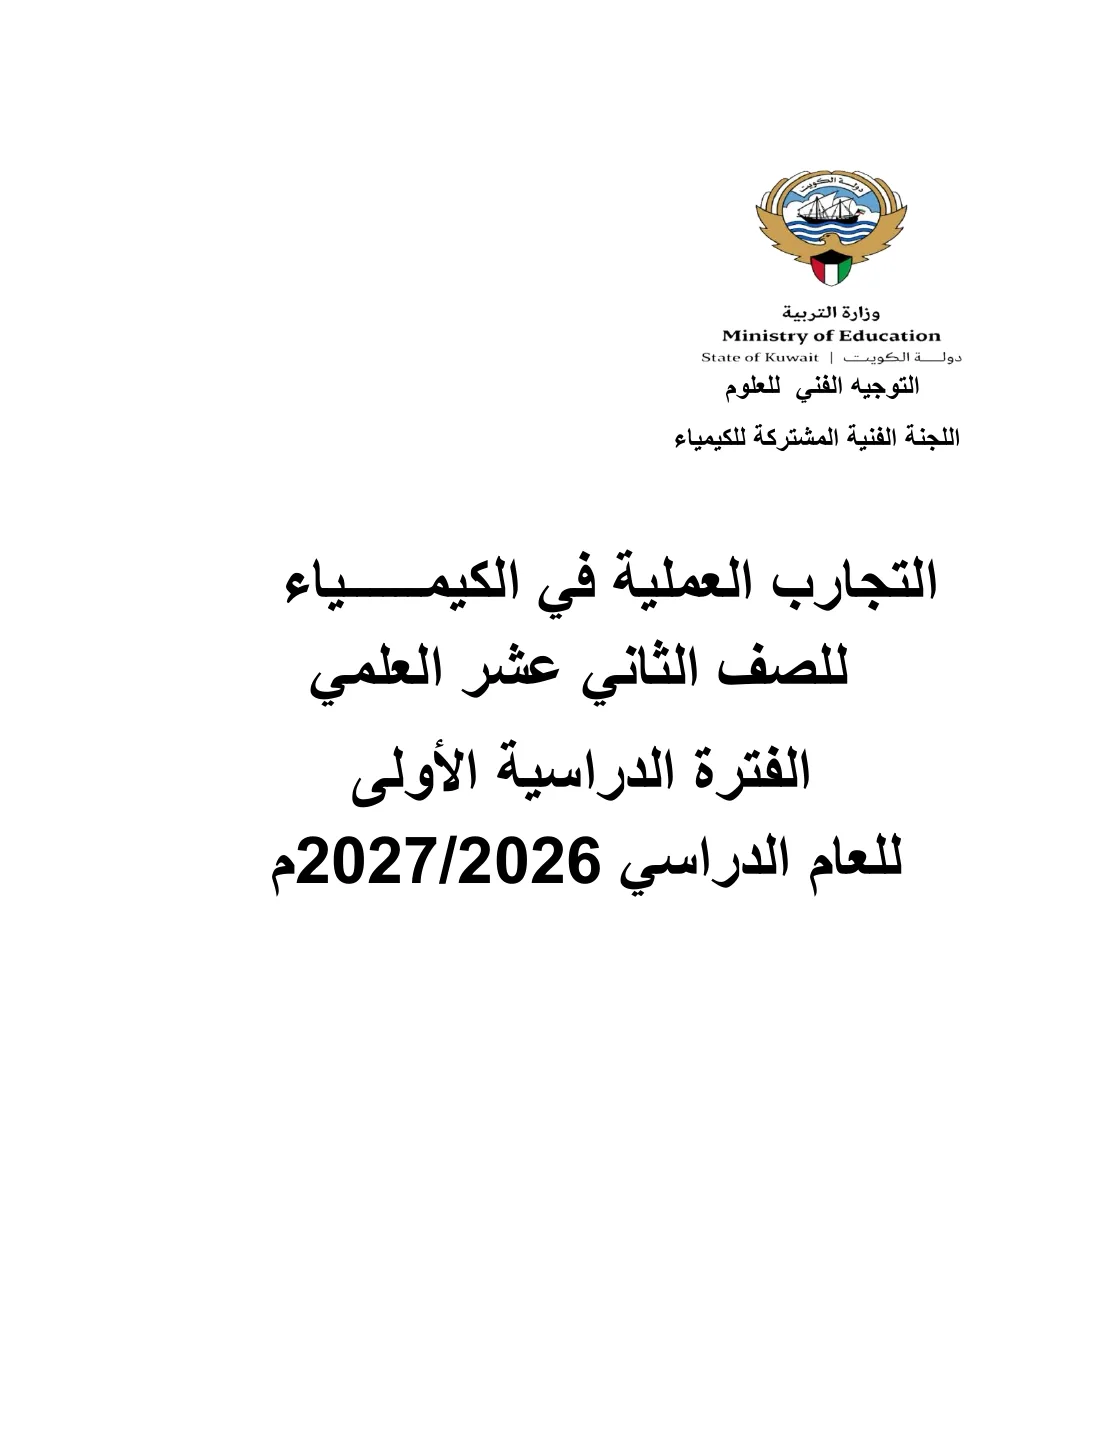 دولة الكويت
وزارة التربية
Ministry of Education
State of Kuwait | دولـــة الكويت
التوجيه الفني للعلوم
اللجنة الفنية المشتركة للكيمياء
التجارب العملية في الكيمـــــياء
للصف الثاني عشر العلمي
الفترة الدراسية الأولى
للعام الدراسي 2027/2026م